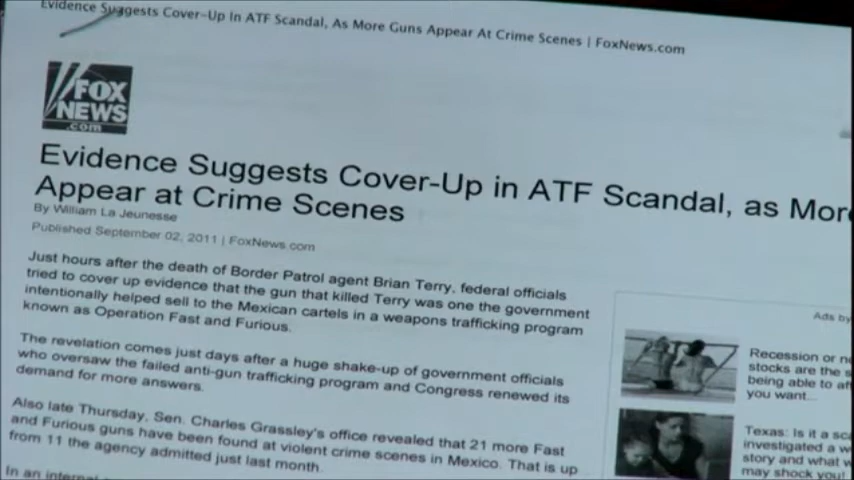 Evidence Suggests Cover-Up In ATF Scandal, As More Guns Appear At Crime Scenes | FoxNews.com
FOX
NEWS
.com
Evidence Suggests Cover-Up in ATF Scandal, as More
Appear at Crime Scenes
By William La Jeunesse
Published September 02, 2011 | FoxNews.com
Just hours after the death of Border Patrol agent Brian Terry, federal officials
tried to cover up evidence that the gun that killed Terry was one the government
intentionally helped sell to the Mexican cartels in a weapons trafficking program
known as Operation Fast and Furious.
The revelation comes just days after a huge shake-up of government officials
who oversaw the failed anti-gun trafficking program and Congress renewed its
demand for more answers.
Also late Thursday, Sen. Charles Grassley's office revealed that 21 more Fast
and Furious guns have been found at violent crime scenes in Mexico. That is up
from 11 the agency admitted just last month.
In an internal
Ads by
Recession or
stocks are the
being able to
you want...
Texas: Is it a
investigated a
story and what
may shock you!